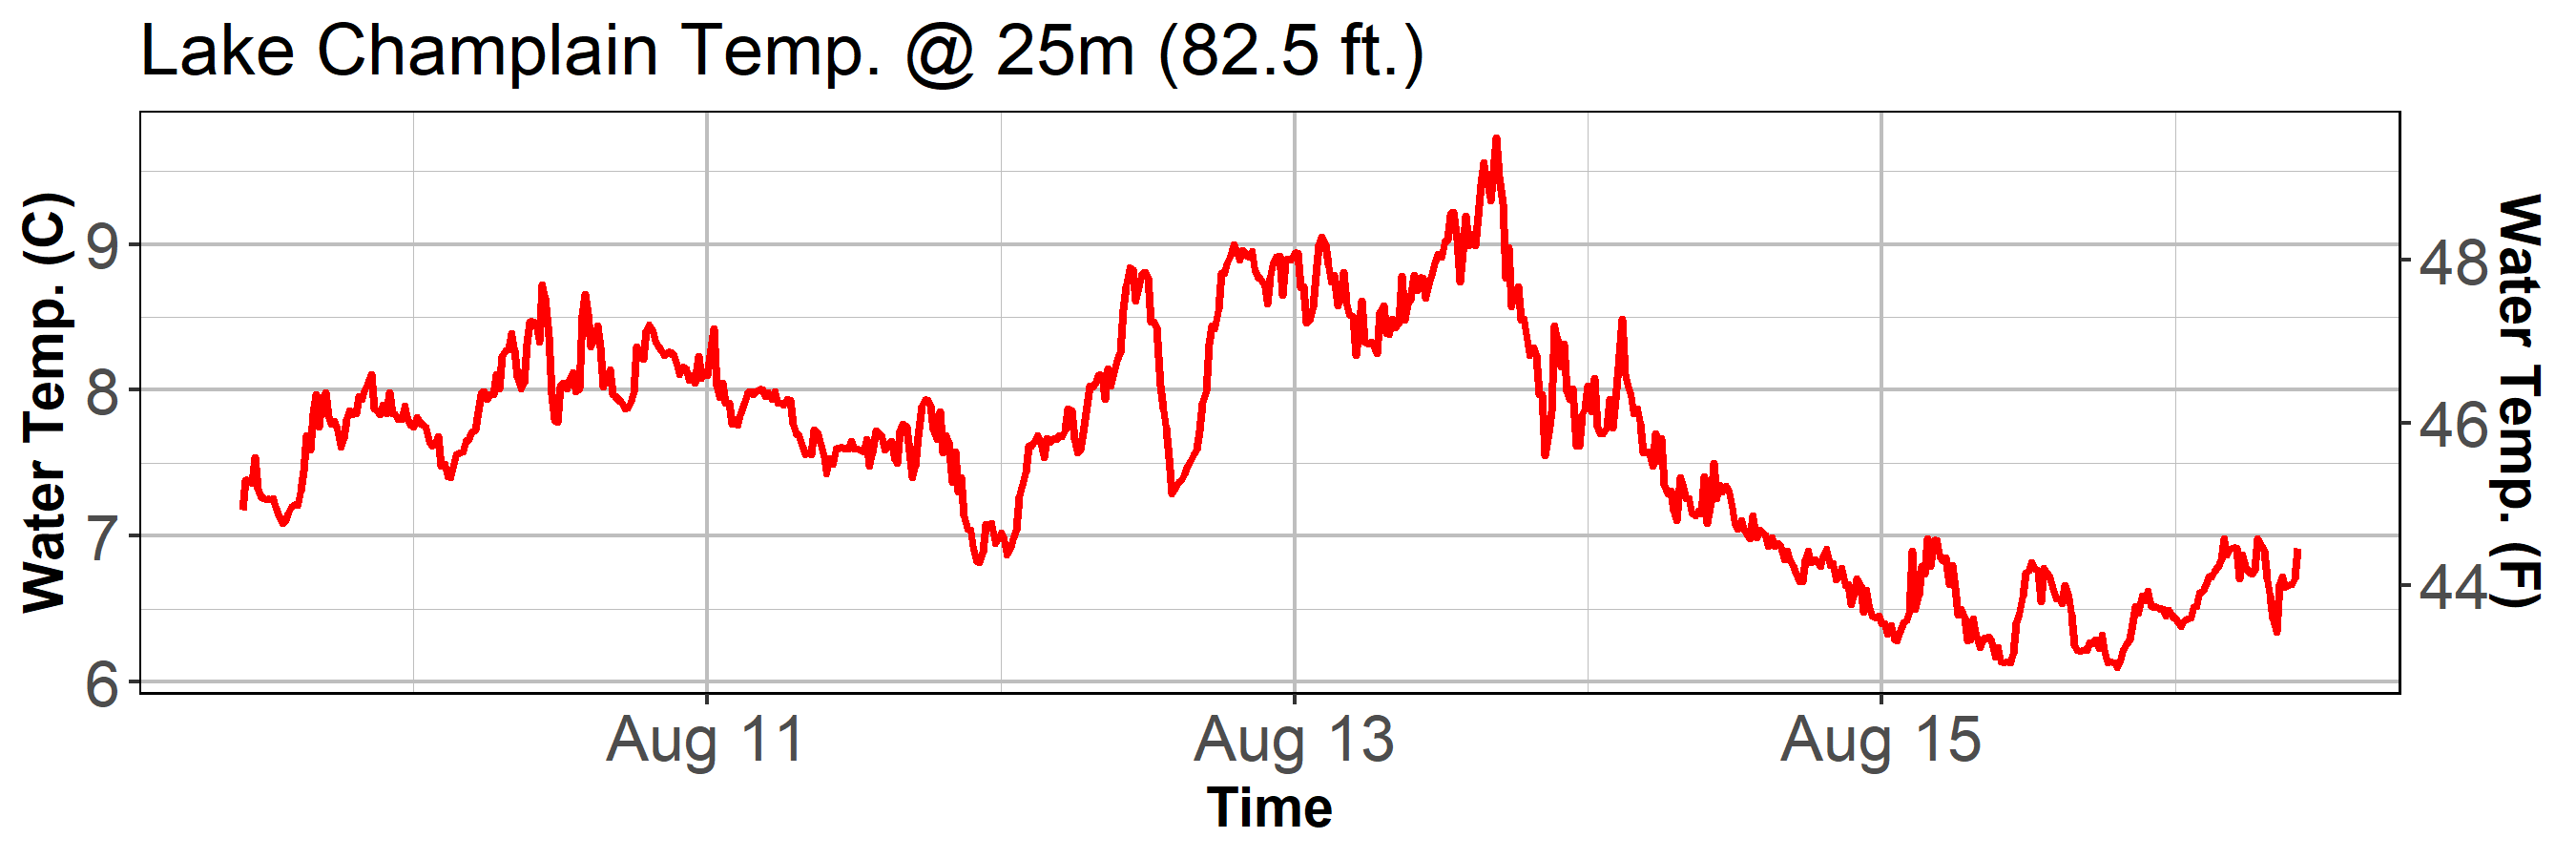 Lake Champlain Temp. @ 25m (82.5 ft.)
Water Temp. (C)
9
8
7
6
48
46
44
Water Temp. (F)
Aug 11 Aug 13 Aug 15
Time